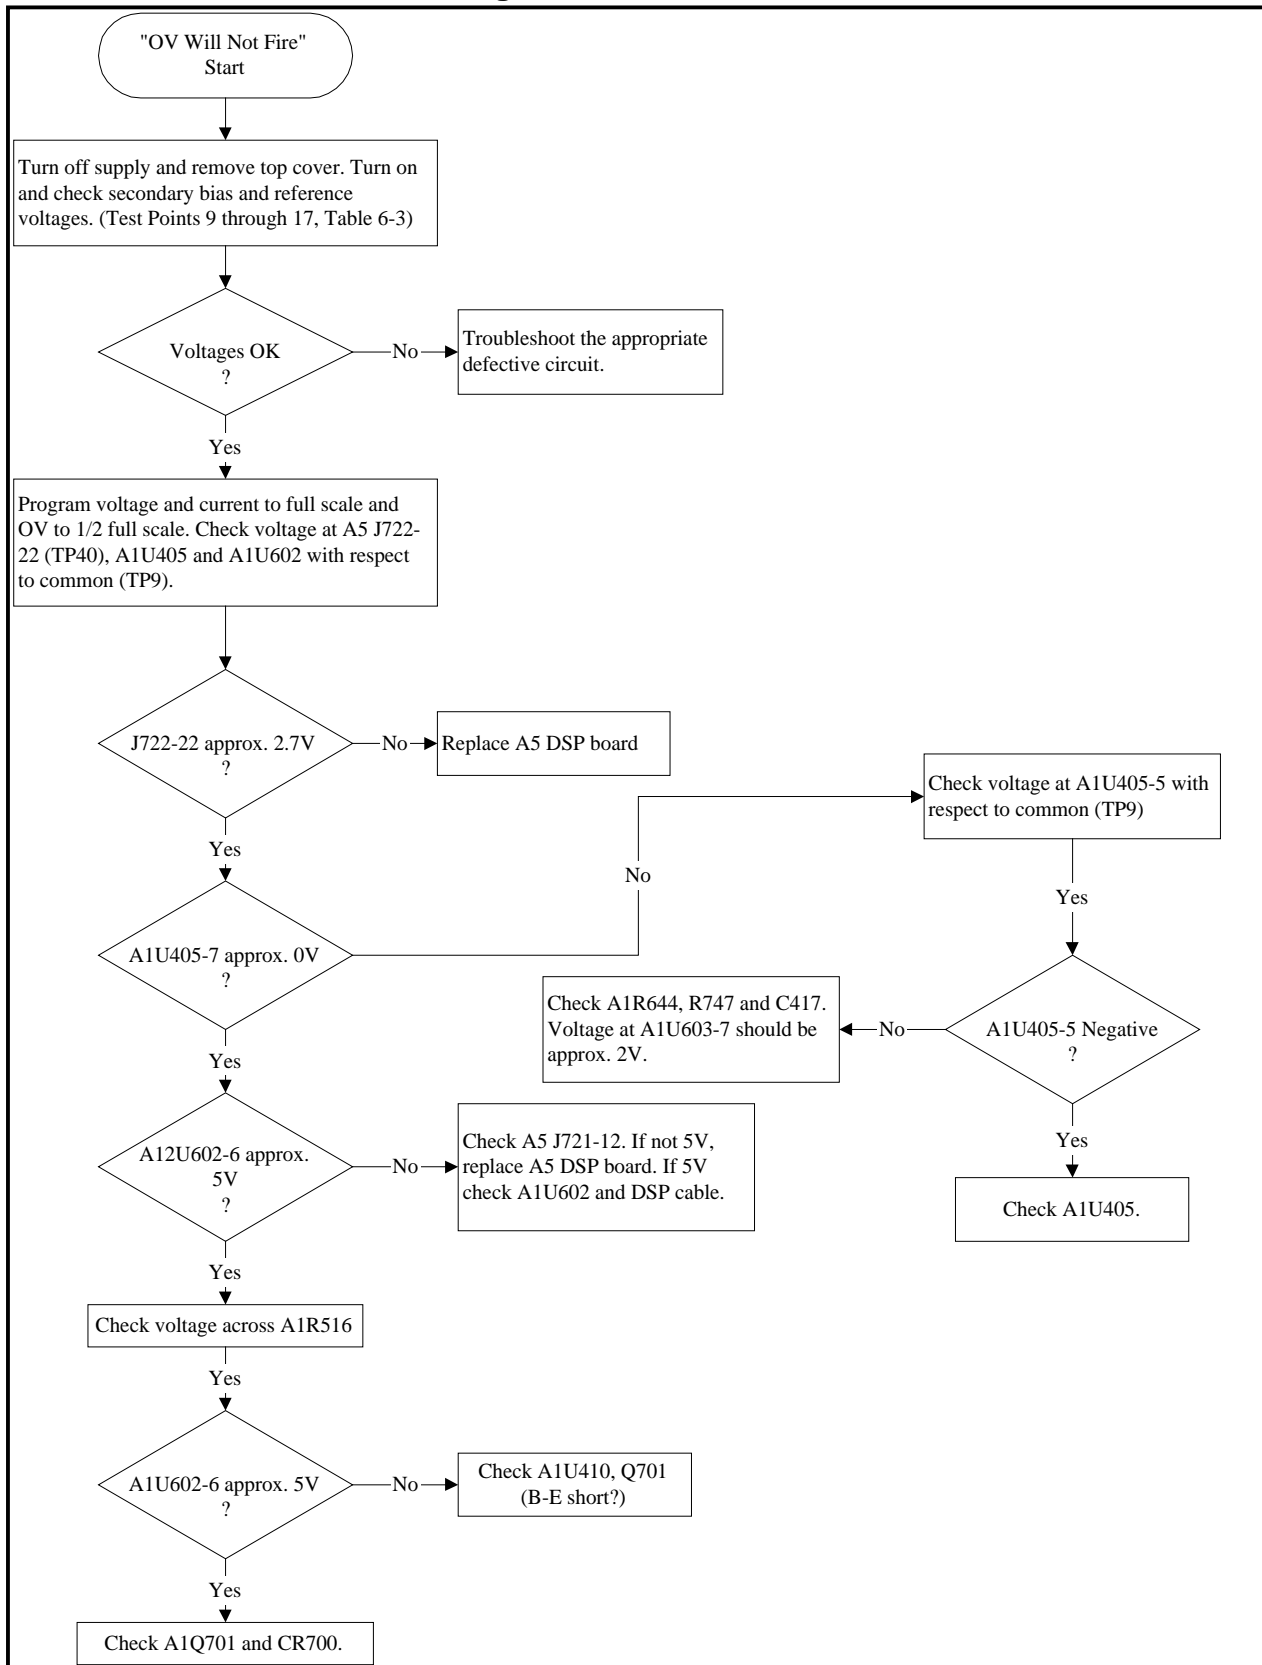 "OV Will Not Fire"
Start
Turn off supply and remove top cover. Turn on
and check secondary bias and reference
voltages. (Test Points 9 through 17, Table 6-3)
Voltages OK
?
No
Troubleshoot the appropriate
defective circuit.
Yes
Program voltage and current to full scale and
OV to 1/2 full scale. Check voltage at A5 J722-
22 (TP40), A1U405 and A1U602 with respect
to common (TP9).
J722-22 approx. 2.7V
?
No
Replace A5 DSP board
Yes
A1U405-7 approx. 0V
?
No
Check voltage at A1U405-5 with
respect to common (TP9)
Yes
A1U405-5 Negative
?
No
Check A1R644, R747 and C417.
Voltage at A1U603-7 should be
approx. 2V.
Yes
Check A1U405.
Yes
A12U602-6 approx.
5V
?
No
Check A5 J721-12. If not 5V,
replace A5 DSP board. If 5V
check A1U602 and DSP cable.
Yes
Check voltage across A1R516
Yes
A1U602-6 approx. 5V
?
No
Check A1U410, Q701
(B-E short?)
Yes
Check A1Q701 and CR700.